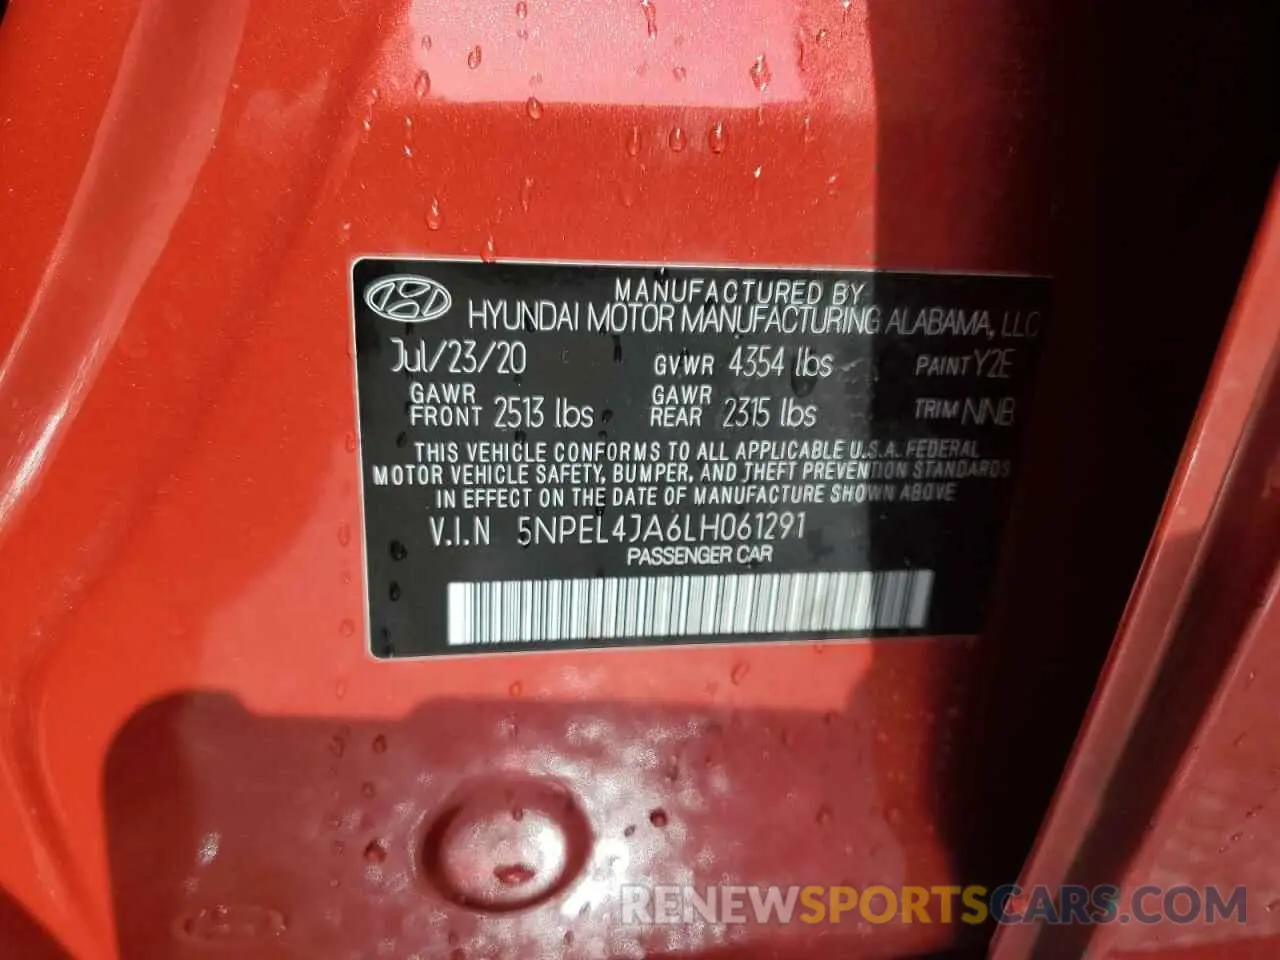 MANUFACTURED BY
HYUNDAI MOTOR MANUFACTURING ALABAMA, LLC
Jul/23/20 GVWR 4354 lbs PAINT Y2E
GAWR FRONT 2513 lbs GAWR REAR 2315 lbs TRIM NNB
THIS VEHICLE CONFORMS TO ALL APPLICABLE U.S.A. FEDERAL
MOTOR VEHICLE SAFETY, BUMPER, AND THEFT PREVENTION STANDARDS
IN EFFECT ON THE DATE OF MANUFACTURE SHOWN ABOVE
V.I.N 5NPEL4JA6LH061291
PASSENGER CAR
RENEWSPORTSCARS.COM